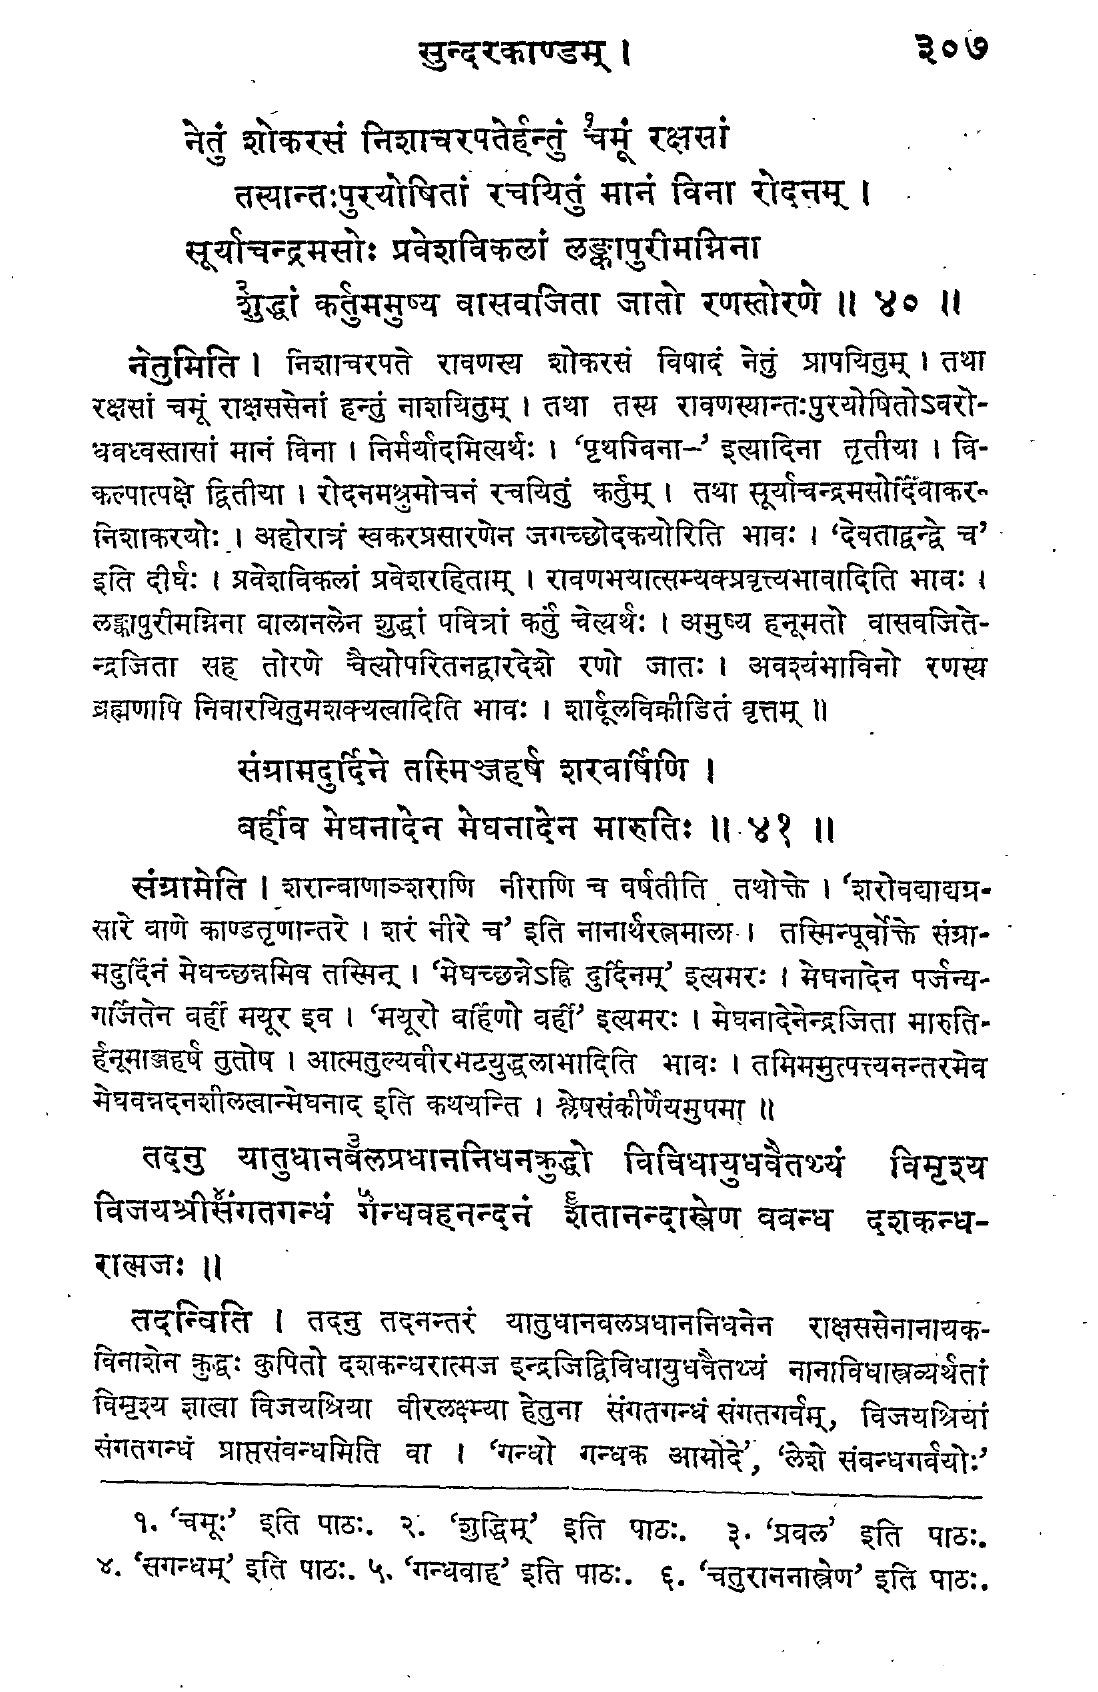 सुन्दरकाण्डम् । ३०७
नेतुं शोकरसं निशाचरपतेर्हन्तुं १चमूं रक्षसां
तस्यान्तःपुरयोषितां रचयितुं मानं विना रोदनम् ।
सूर्याचन्द्रमसोः प्रवेशविकलां लङ्कापुरीमग्निना
२शुद्धां कर्तुममुष्य वासवजिता जातो रणस्तोरणे ॥ ४० ॥
नेतुमिति । निशाचरपते रावणस्य शोकरसं विषादं नेतुं प्रापयितुम् । तथा
रक्षसां चमूं राक्षससेनां हन्तुं नाशयितुम् । तथा तस्य रावणस्यान्तःपुरयोषितोऽवरो-
धवध्वस्तासां मानं विना । निर्मर्यादमित्यर्थः । ‘पृथग्विना–’ इत्यादिना तृतीया । वि-
कल्पात्पक्षे द्वितीया । रोदनमश्रुमोचनं रचयितुं कर्तुम् । तथा सूर्याचन्द्रमसोर्दिवाकर-
निशाकरयोः । अहोरात्रं स्वकरप्रसारणेन जगच्छोदकयोरिति भावः । ‘देवताद्वन्द्वे च’
इति दीर्घः । प्रवेशविकलां प्रवेशरहिताम् । रावणभयात्सम्यक्प्रवृत्त्यभावादिति भावः ।
लङ्कापुरीमग्निना वालानलेन शुद्धां पवित्रां कर्तुं चेत्यर्थः । अमुष्य हनूमतो वासवजिते-
न्द्रजिता सह तोरणे चैत्योपरितनद्वारदेशे रणो जातः । अवश्यंभाविनो रणस्य
ब्रह्मणापि निवारयितुमशक्यत्वादिति भावः । शार्दूलविक्रीडितं वृत्तम् ॥
संग्रामदुर्दिने तस्मिञ्जहर्ष शरवर्षिणि ।
बर्हीव मेघनादेन मेघनादेन मारुतिः ॥ ४१ ॥
संग्रामेति । शरान्बाणाञ्शराणि नीराणि च वर्षतीति तथोक्ते । ‘शरोवद्याद्यग्र-
सारे बाणे काण्डतृणान्तरे । शरं नीरे च’ इति नानार्थरत्नमाला । तस्मिन्पूर्वोक्ते संग्रा-
मदुर्दिनं मेघच्छन्नमिव तस्मिन् । ‘मेघच्छन्नेऽह्नि दुर्दिनम्’ इत्यमरः । मेघनादेन पर्जन्य-
गर्जितेन बर्ही मयूर इव । ‘मयूरो बर्हिणो बर्ही’ इत्यमरः । मेघनादेनेन्द्रजिता मारुति-
र्हनूमाञ्जहर्ष तुतोष । आत्मतुल्यवीरभटयुद्धलाभादिति भावः । तमिममुत्पत्त्यनन्तरमेव
मेघवन्नदनशीलत्वान्मेघनाद इति कथयन्ति । श्लेषसंकीर्णेयमुपमा ॥
तदनु यातुधान३बलप्रधाननिधनक्रुद्धो विविधायुधवैतथ्यं विमृश्य
विजयश्री४संगतगन्धं ५गन्धवहनन्दनं ६शतानन्दास्त्रेण बबन्ध दशकन्ध-
रात्मजः ॥
तदन्विति । तदनु तदनन्तरं यातुधानबलप्रधाननिधनेन राक्षससेनानायक-
विनाशेन क्रुद्धः कुपितो दशकन्धरात्मज इन्द्रजिद्विविधायुधवैतथ्यं नानाविधास्त्रव्यर्थतां
विमृश्य ज्ञात्वा विजयश्रिया वीरलक्ष्म्या हेतुना संगतगन्धं संगतगर्वम्, विजयश्रियां
संगतगन्धं प्राप्तसंबन्धमिति वा । ‘गन्धो गन्धक आमोदे’, ‘लेशे संबन्धगर्वयोः’
१. ‘चमूः’ इति पाठः. २. ‘शुद्धिम्’ इति पाठः. ३. ‘प्रबल’ इति पाठः.
४. ‘सगन्धम्’ इति पाठः. ५. ‘गन्धवाह’ इति पाठः. ६. ‘चतुराननास्त्रेण’ इति पाठः.